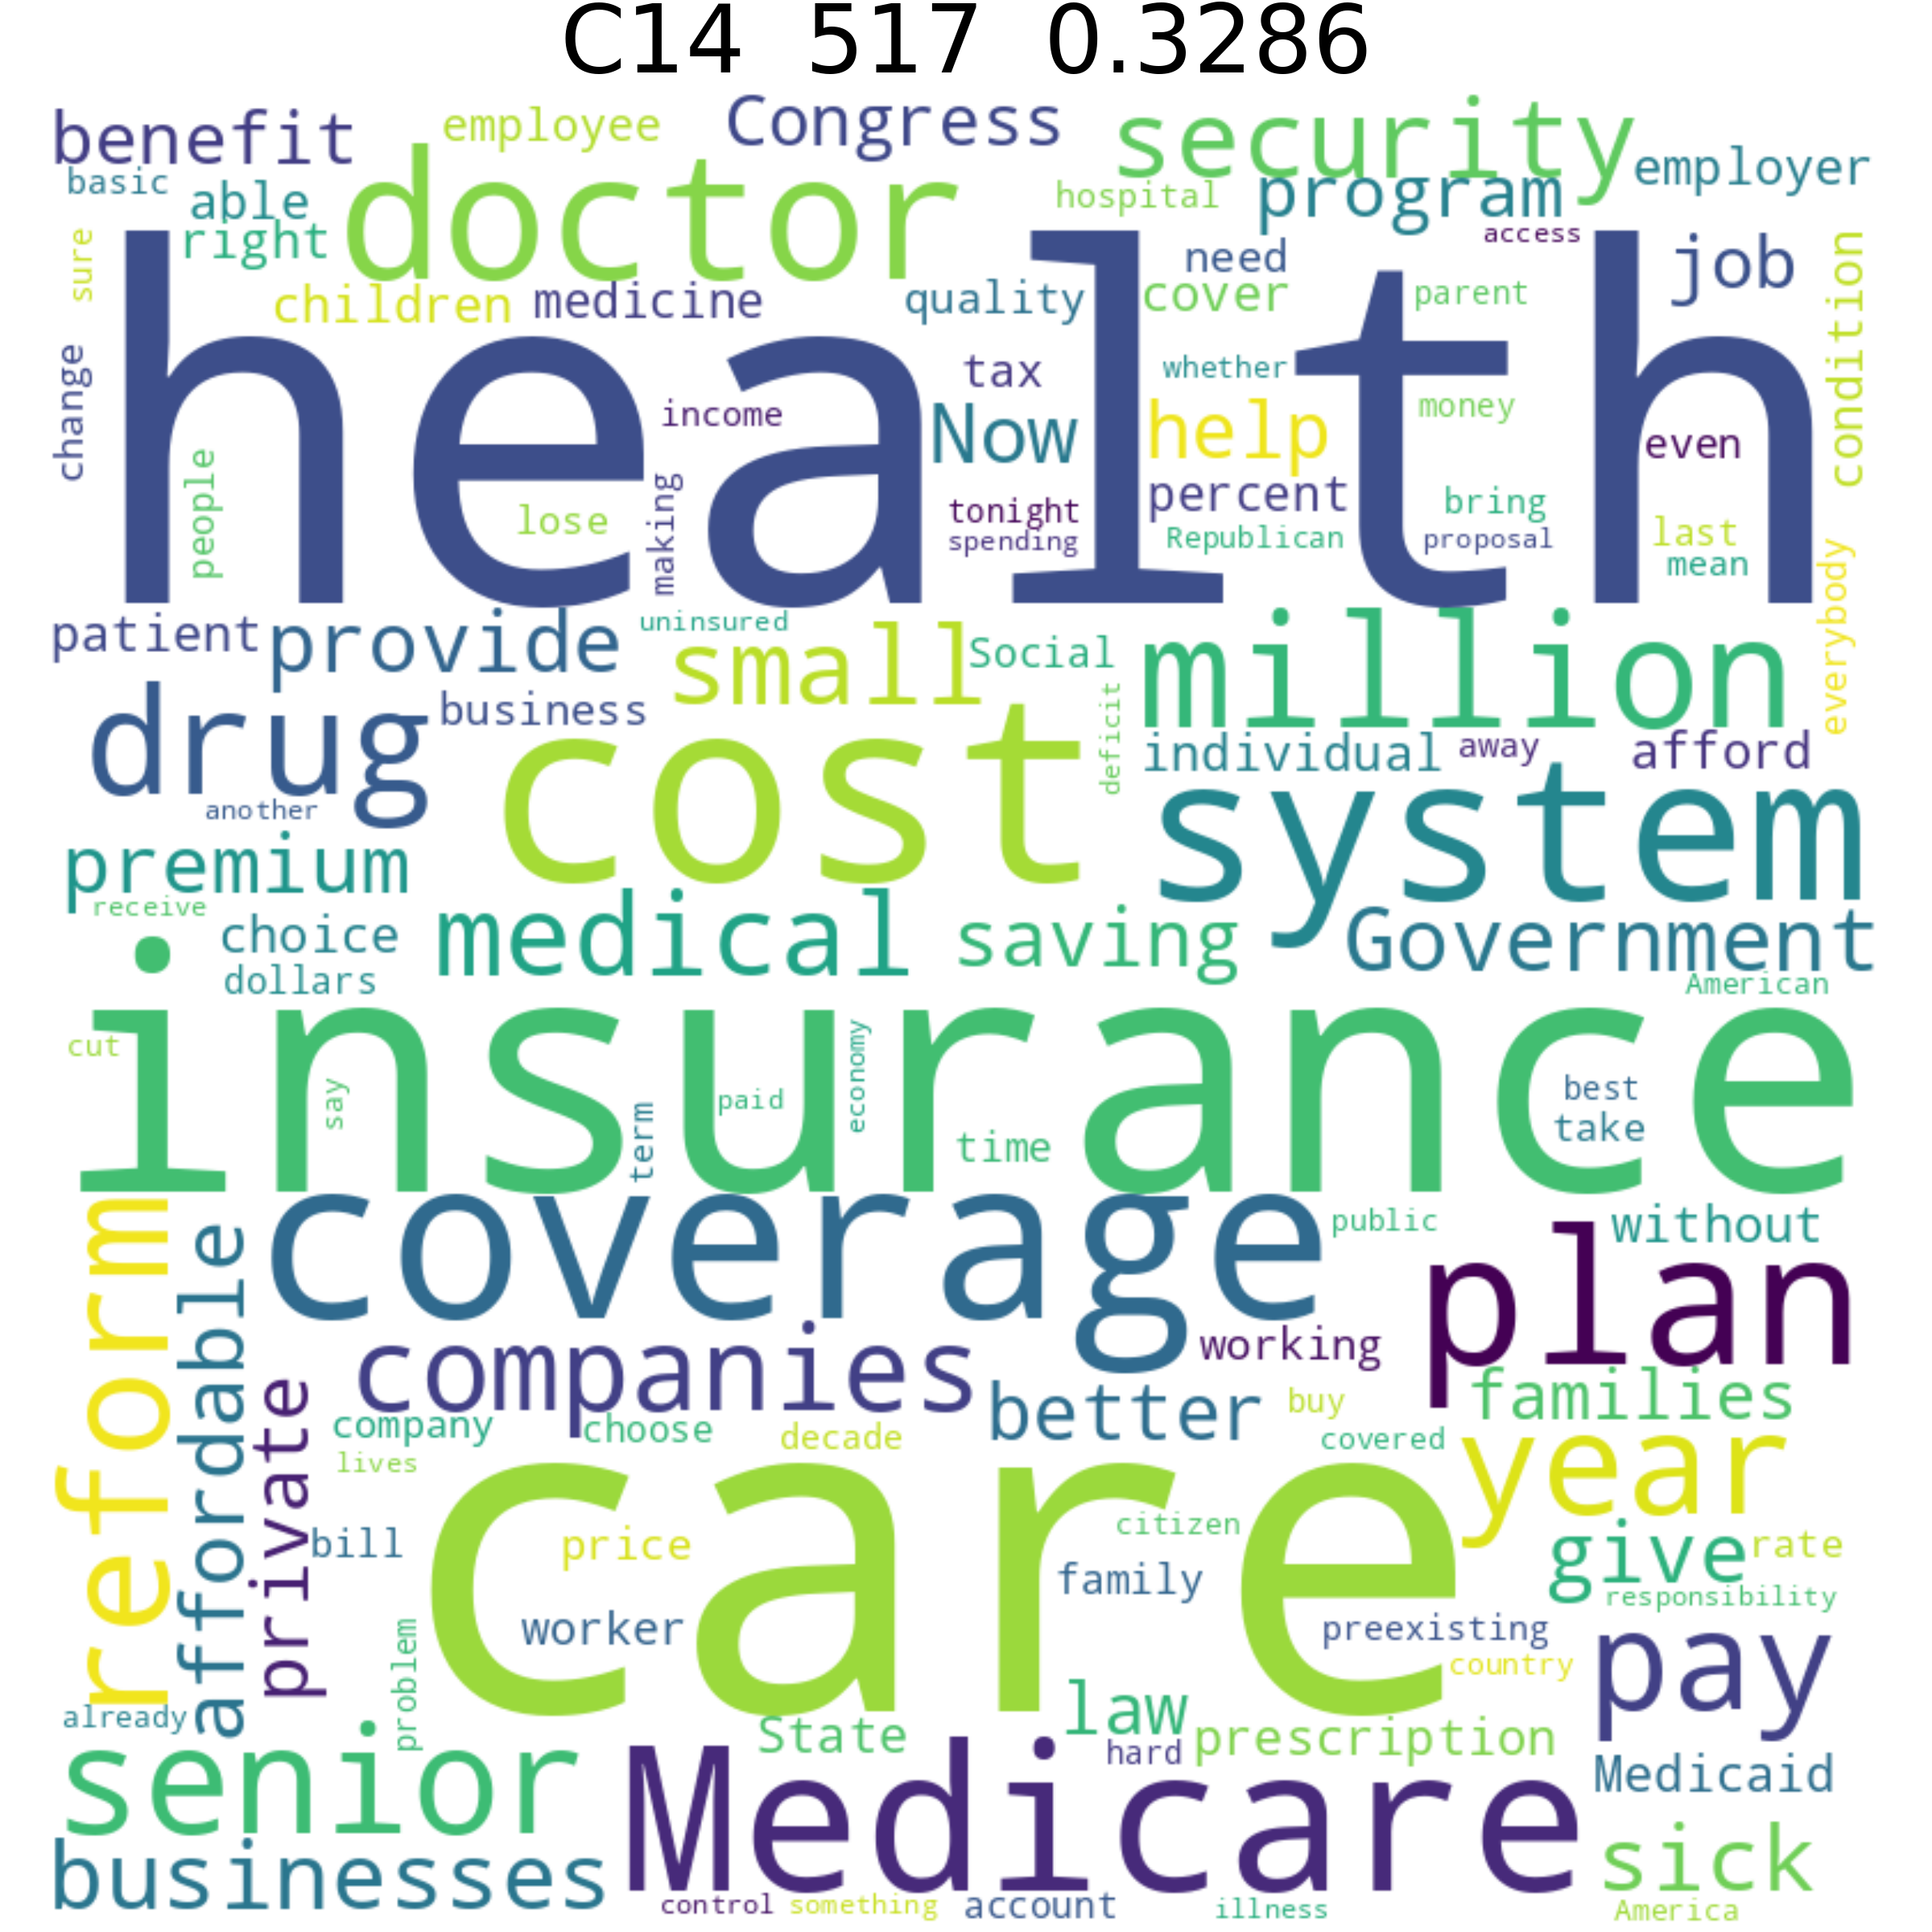 C14 517 0.3286
benefit
employee
Congress
security
employer
basic
able
doctor
hospital
program
right
access
sure
need
job
condition
children
medicine
quality
cover
parent
health
change
tax
whether
income
Now
help
money
even
people
lose
making
tonight
percent
bring
last
spending
Republican
proposal
mean
everybody
patient
provide
uninsured
small
Social
million
drug
business
cost
deficit
individual
away
afford
another
system
premium
receive
choice
medical
saving
Government
dollars
American
insurance
cut
say
term
paid
economy
time
best
take
reform
affordable
coverage
public
without
plan
private
companies
working
better
buy
families
company
choose
decade
covered
year
lives
care
bill
price
citizen
give
rate
family
responsibility
worker
preexisting
pay
problem
country
already
law
State
hard
prescription
senior
Medicare
Medicaid
businesses
sick
control
something
account
illness
America